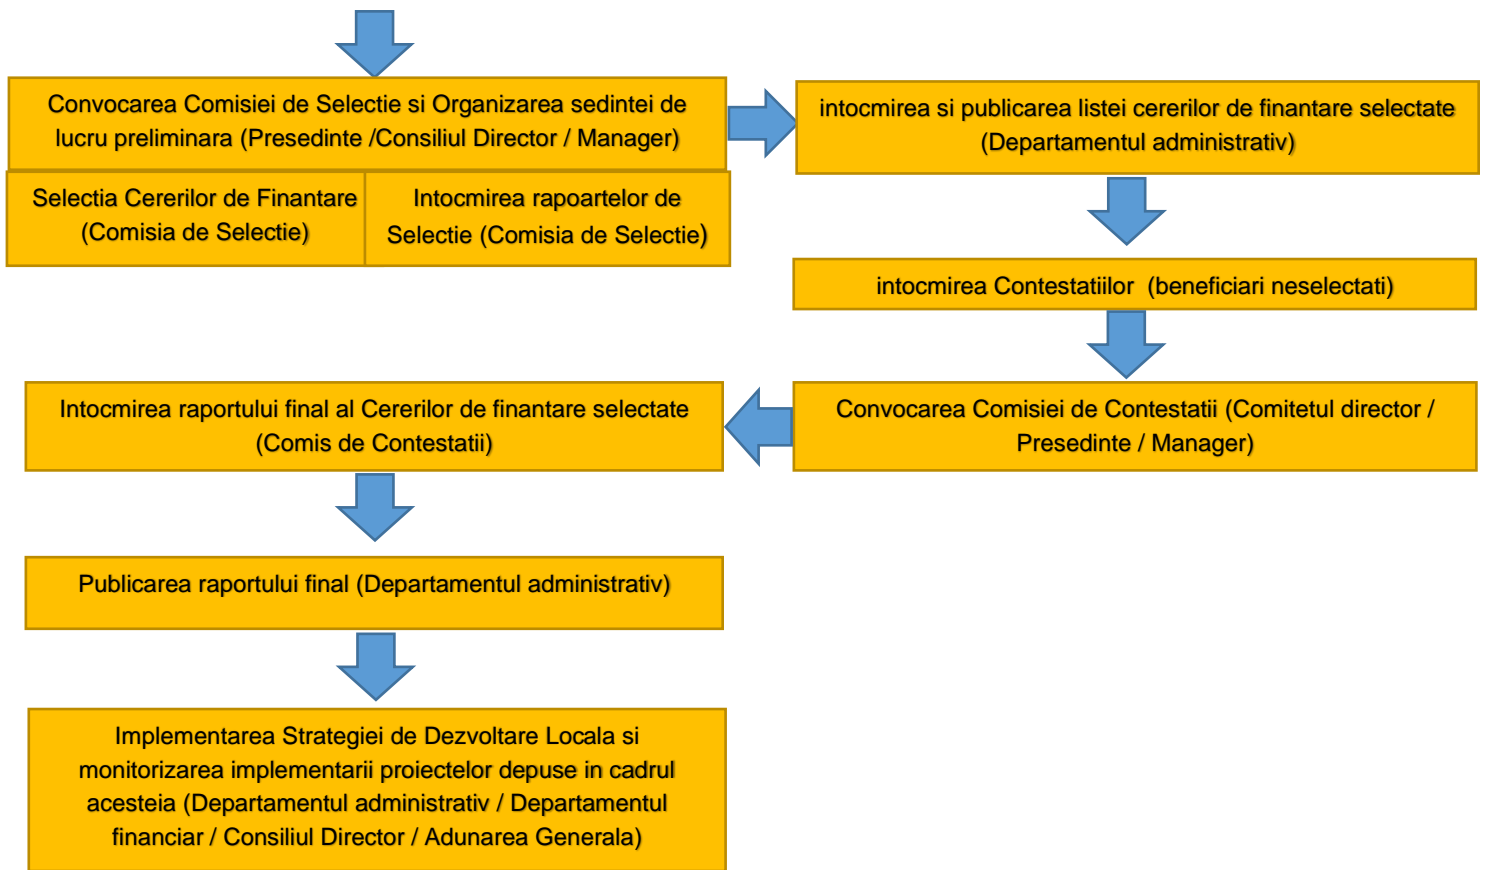 Convocarea Comisiei de Selectie si Organizarea sedintei de
lucru preliminara (Presedinte /Consiliul Director / Manager)
Selectia Cererilor de Finantare
(Comisia de Selectie)
Intocmirea rapoartelor de
Selectie (Comisia de Selectie)
intocmirea si publicarea listei cererilor de finantare selectate
(Departamentul administrativ)
intocmirea Contestatiilor (beneficiari neselectati)
Convocarea Comisiei de Contestatii (Comitetul director /
Presedinte / Manager)
Intocmirea raportului final al Cererilor de finantare selectate
(Comis de Contestatii)
Publicarea raportului final (Departamentul administrativ)
Implementarea Strategiei de Dezvoltare Locala si
monitorizarea implementarii proiectelor depuse in cadrul
acesteia (Departamentul administrativ / Departamentul
financiar / Consiliul Director / Adunarea Generala)